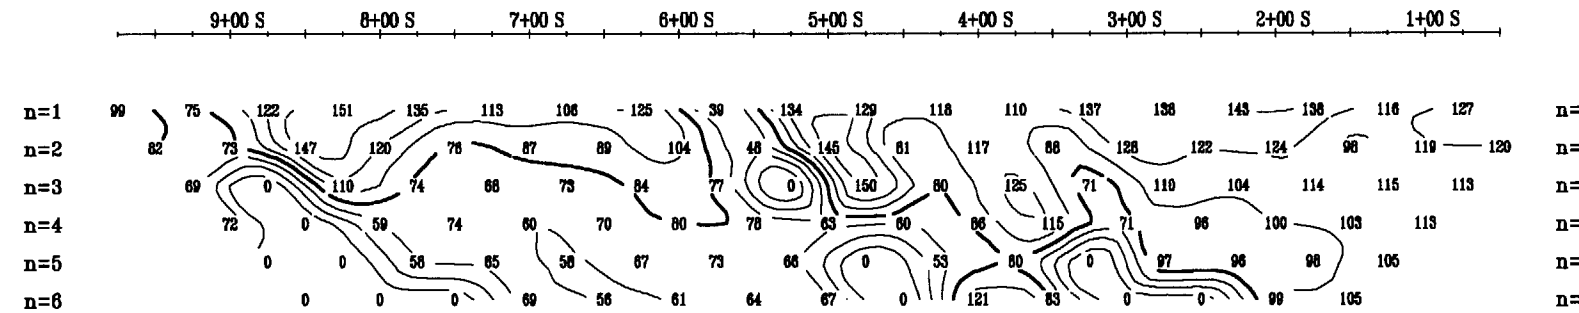 9+00 S 8+00 S 7+00 S 6+00 S 5+00 S 4+00 S 3+00 S 2+00 S 1+00 S
n=1 99 75 122 151 135 113 106 125 39 134 129 118 110 137 138 143 138 116 127 n=
n=2 82 73 147 120 76 87 89 104 48 145 81 117 88 128 122 124 98 119 120 n=
n=3 69 0 110 74 68 73 84 77 0 150 80 125 71 119 104 114 115 113 n=
n=4 72 0 59 74 60 70 80 78 63 60 86 115 71 96 100 103 113 n=
n=5 0 0 58 65 58 67 73 66 0 53 80 0 97 98 98 105 n=
n=6 0 0 0 69 56 61 64 67 0 121 83 0 0 99 105 n=